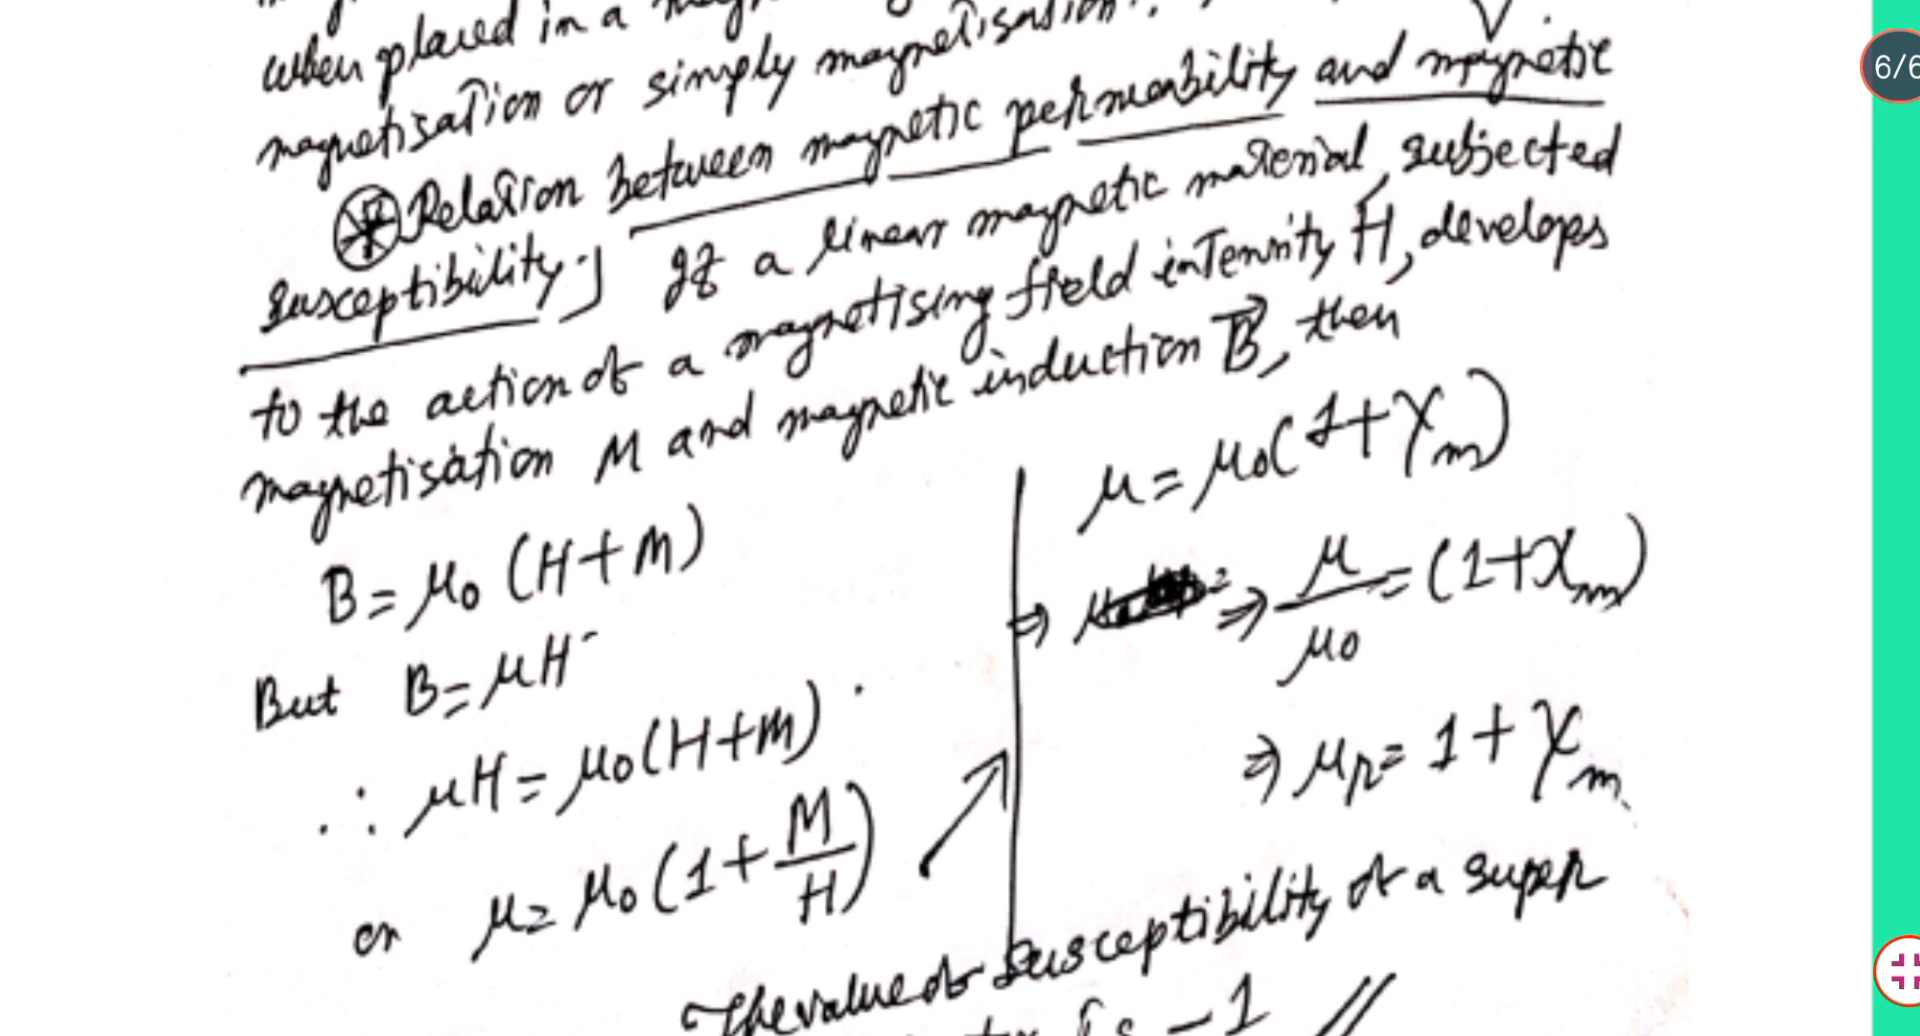 when placed in a
magnetisation or simply magnetisation.
Relation between magnetic permeability and magnetic
susceptibility:] If a linear magnetic material, subjected
to the action of a magnetising field intensity H, develops
magnetisation M and magnetic induction B⃗, then
B = μ₀ (H+M)
But B = μH
∴ μH = μ₀(H+M)
or μ = μ₀(1+M/H)
μ = μ₀(1+χm)
⇒ ⇒ μ/μ₀ = (1+χm)
⇒ μr = 1+χm
The value of susceptibility of a super
is -1 //
6/6